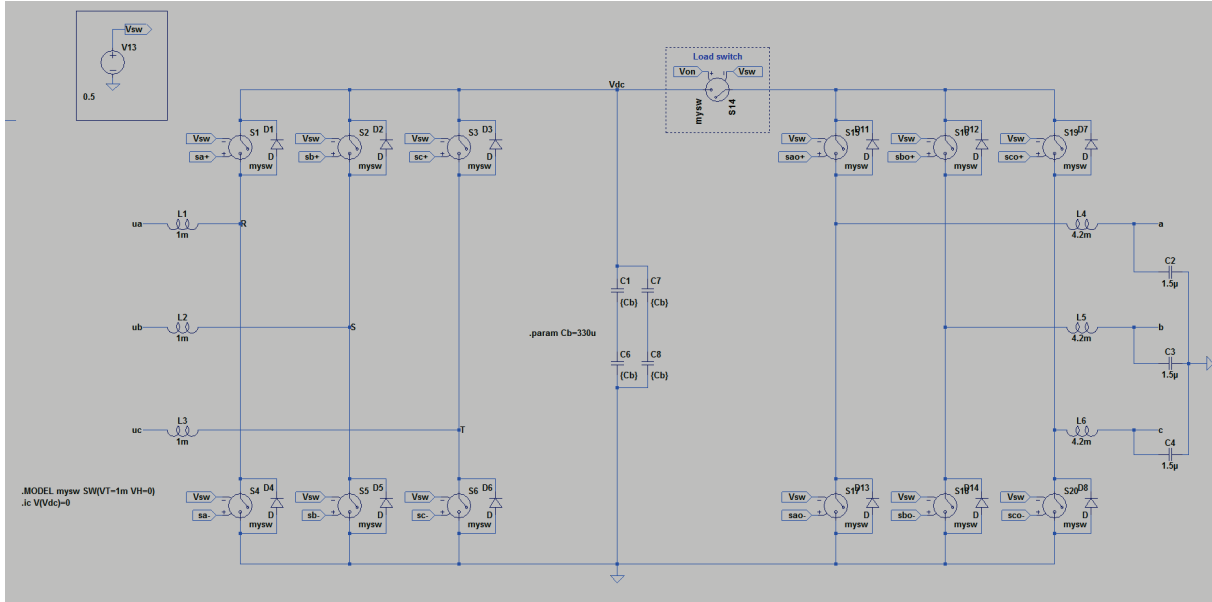 Vsw
V13
0.5
Load switch
Von
Vsw
mysw
S14
Vdc
Vsw
sa+
S1
D1
D
mysw
Vsw
sb+
S2
D2
D
mysw
Vsw
sc+
S3
D3
D
mysw
Vsw
sao+
S15
D11
D
mysw
Vsw
sbo+
S16
D12
D
mysw
Vsw
sco+
S19
D7
D
mysw
ua
L1
1m
R
L4
4.2m
a
C2
1.5µ
C1
{Cb}
C7
{Cb}
ub
L2
1m
S
.param Cb=330u
L5
4.2m
b
C3
1.5µ
C6
{Cb}
C8
{Cb}
uc
L3
1m
T
L6
4.2m
c
C4
1.5µ
.MODEL mysw SW(VT=1m VH=0)
.ic V(Vdc)=0
Vsw
sa-
S4
D4
D
mysw
Vsw
sb-
S5
D5
D
mysw
Vsw
sc-
S6
D6
D
mysw
Vsw
sao-
S17
D13
D
mysw
Vsw
sbo-
S18
D14
D
mysw
Vsw
sco-
S20
D8
D
mysw